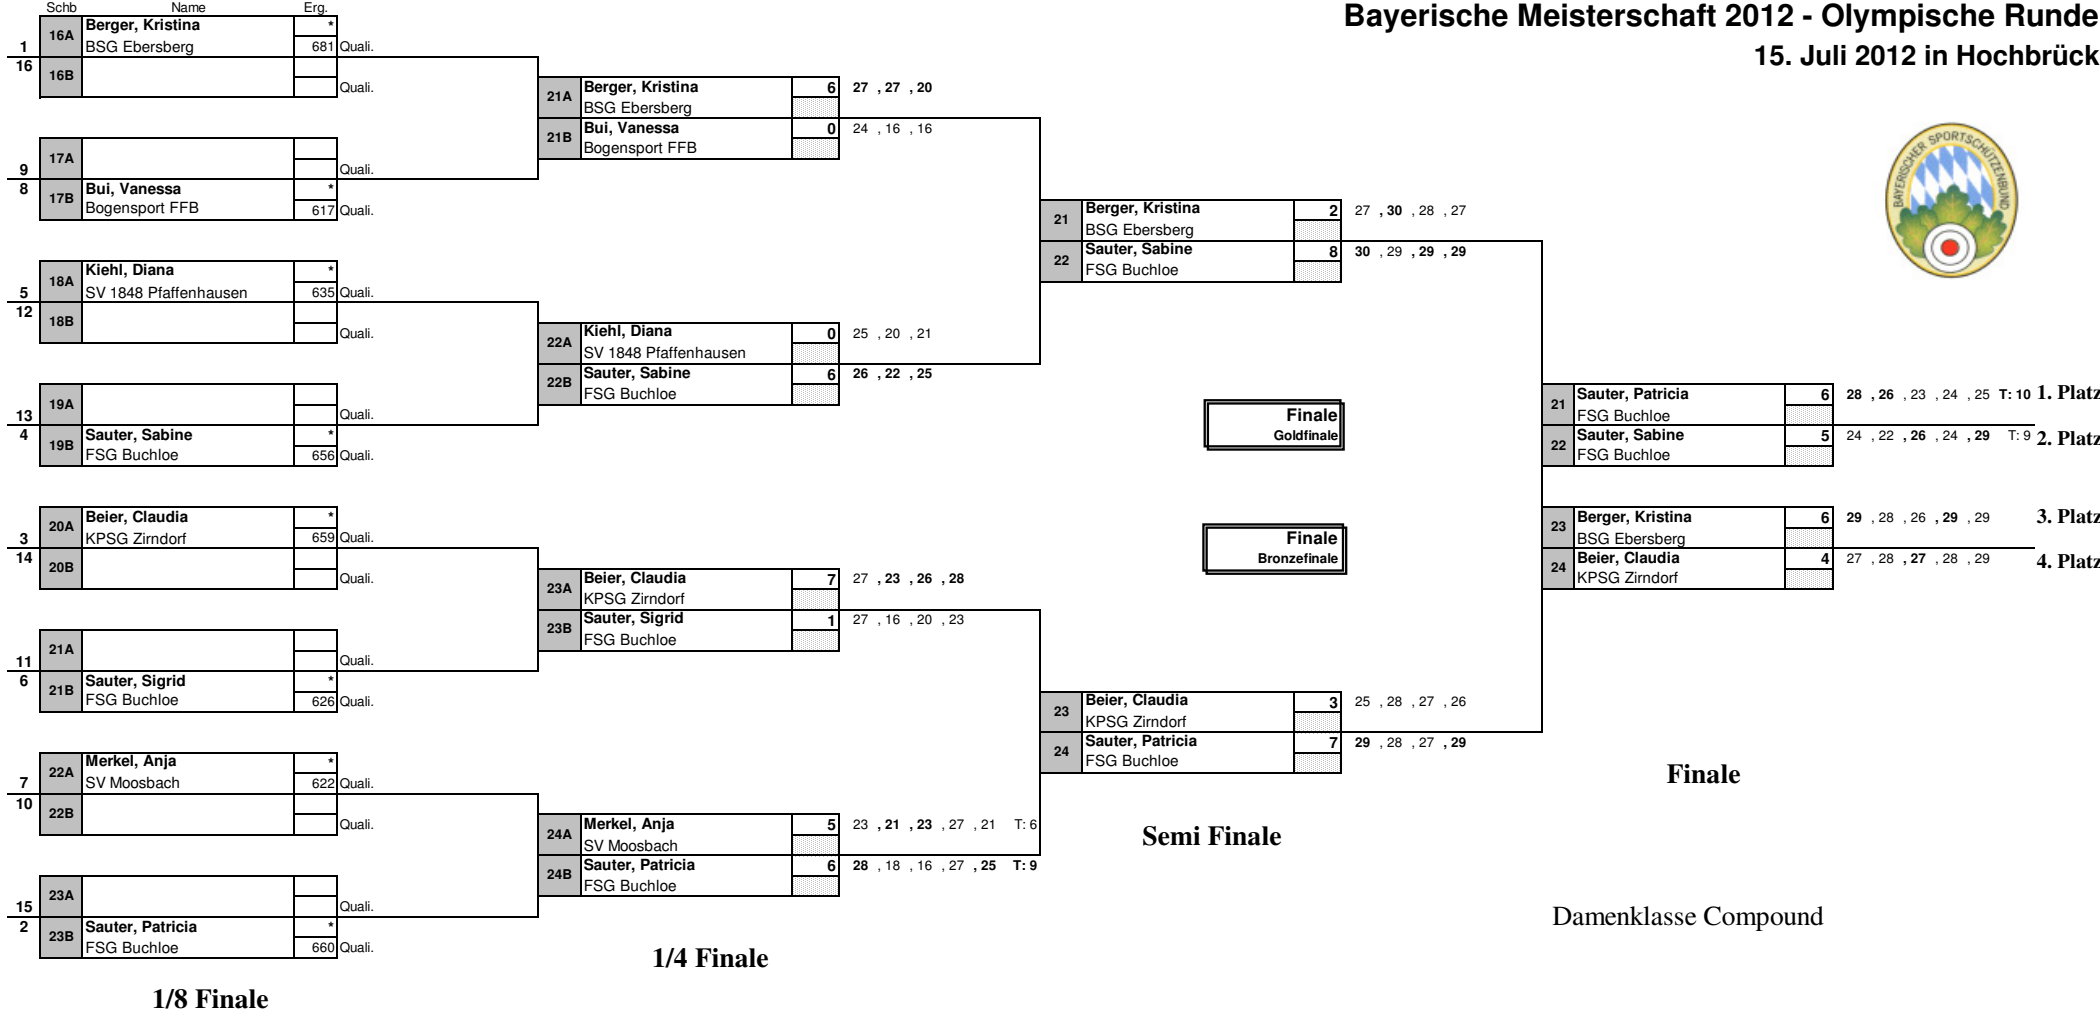 Bayerische Meisterschaft 2012 - Olympische Runde
15. Juli 2012 in Hochbrück
BAYERISCHER SPORTSCHÜTZENBUND
Schb Name Erg.
16A Berger, Kristina *
1 BSG Ebersberg 681 Quali.
16 16B
Quali.
17A
9 Quali.
8 17B Bui, Vanessa *
Bogensport FFB 617 Quali.
18A Kiehl, Diana *
5 SV 1848 Pfaffenhausen 635 Quali.
12 18B
Quali.
19A
13 Quali.
4 19B Sauter, Sabine *
FSG Buchloe 656 Quali.
20A Beier, Claudia *
3 KPSG Zirndorf 659 Quali.
14 20B
Quali.
21A
11 Quali.
6 21B Sauter, Sigrid *
FSG Buchloe 626 Quali.
22A Merkel, Anja *
7 SV Moosbach 622 Quali.
10 22B
Quali.
23A
15 Quali.
2 23B Sauter, Patricia *
FSG Buchloe 660 Quali.
1/8 Finale
21A Berger, Kristina 6 27 , 27 , 20
BSG Ebersberg
21B Bui, Vanessa 0 24 , 16 , 16
Bogensport FFB
22A Kiehl, Diana 0 25 , 20 , 21
SV 1848 Pfaffenhausen
22B Sauter, Sabine 6 26 , 22 , 25
FSG Buchloe
23A Beier, Claudia 7 27 , 23 , 26 , 28
KPSG Zirndorf
23B Sauter, Sigrid 1 27 , 16 , 20 , 23
FSG Buchloe
24A Merkel, Anja 5 23 , 21 , 23 , 27 , 21 T: 6
SV Moosbach
24B Sauter, Patricia 6 28 , 18 , 16 , 27 , 25 T: 9
FSG Buchloe
1/4 Finale
21 Berger, Kristina 2 27 , 30 , 28 , 27
BSG Ebersberg
22 Sauter, Sabine 8 30 , 29 , 29 , 29
FSG Buchloe
Finale
Goldfinale
Finale
Bronzefinale
23 Beier, Claudia 3 25 , 28 , 27 , 26
KPSG Zirndorf
24 Sauter, Patricia 7 29 , 28 , 27 , 29
FSG Buchloe
Semi Finale
21 Sauter, Patricia 6 28 , 26 , 23 , 24 , 25 T: 10 1. Platz
FSG Buchloe
22 Sauter, Sabine 5 24 , 22 , 26 , 24 , 29 T: 9 2. Platz
FSG Buchloe
23 Berger, Kristina 6 29 , 28 , 26 , 29 , 29 3. Platz
BSG Ebersberg
24 Beier, Claudia 4 27 , 28 , 27 , 28 , 29 4. Platz
KPSG Zirndorf
Finale
Damenklasse Compound